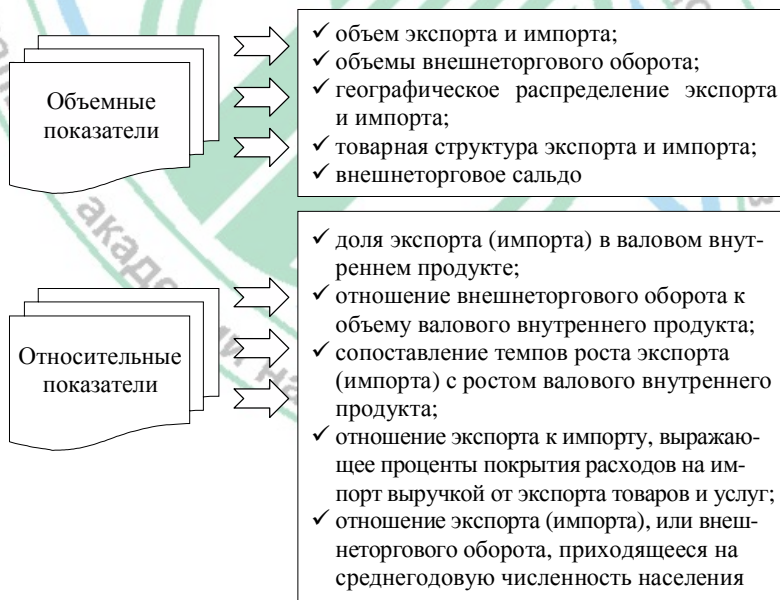 Объемные
показатели
✓ объем экспорта и импорта;
✓ объемы внешнеторгового оборота;
✓ географическое распределение экспорта
и импорта;
✓ товарная структура экспорта и импорта;
✓ внешнеторговое сальдо
Относительные
показатели
✓ доля экспорта (импорта) в валовом внут-
реннем продукте;
✓ отношение внешнеторгового оборота к
объему валового внутреннего продукта;
✓ сопоставление темпов роста экспорта
(импорта) с ростом валового внутреннего
продукта;
✓ отношение экспорта к импорту, выражаю-
щее проценты покрытия расходов на им-
порт выручкой от экспорта товаров и услуг;
✓ отношение экспорта (импорта), или внеш-
неторгового оборота, приходящееся на
среднегодовую численность населения